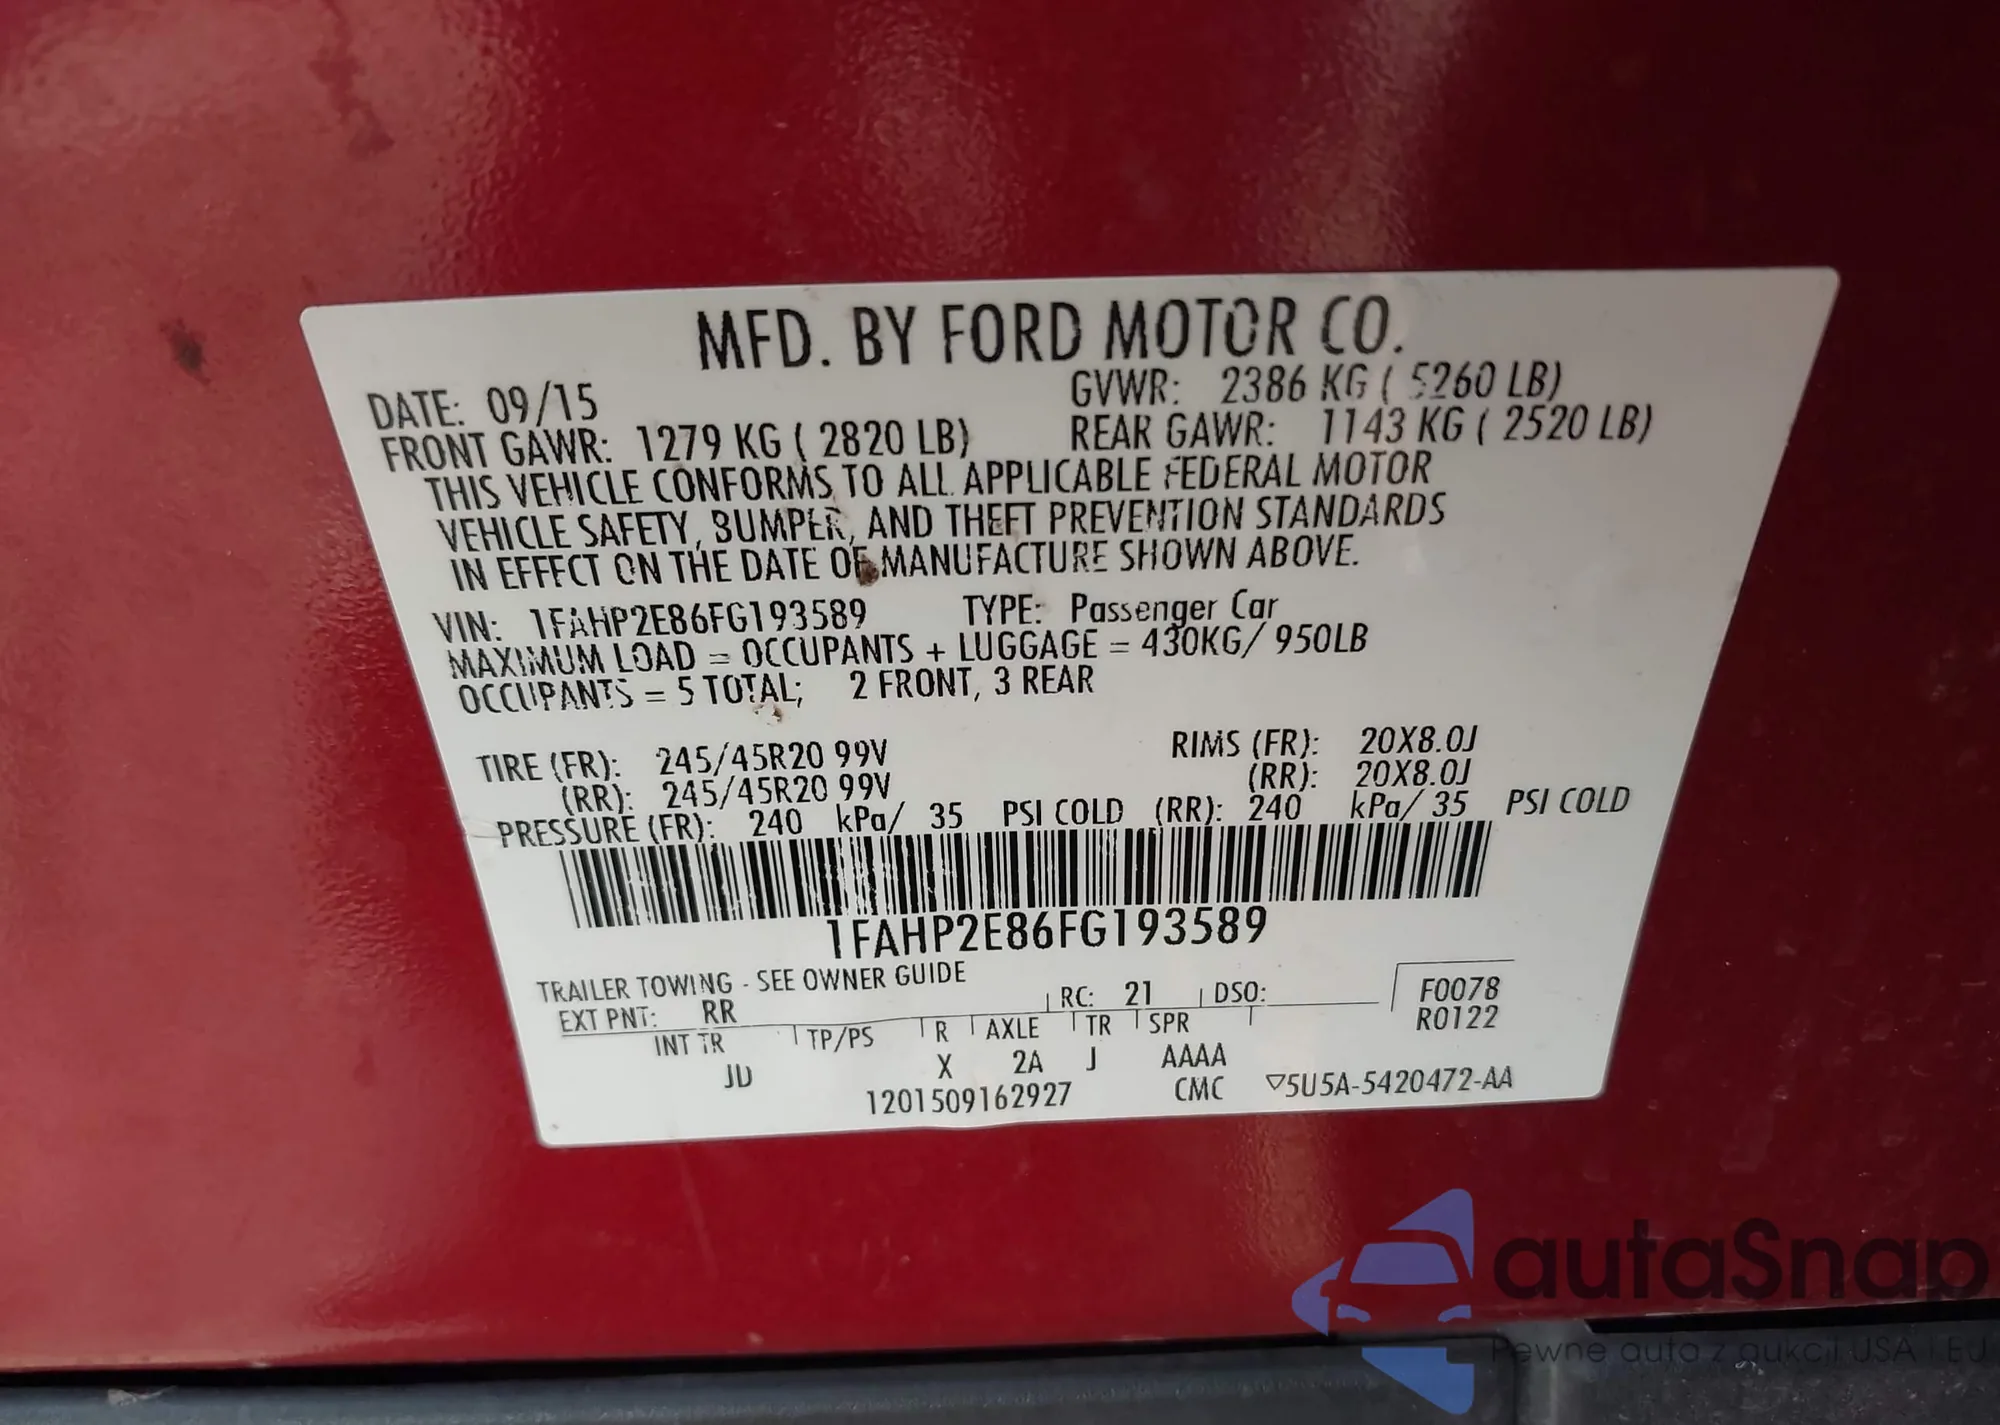 MFD. BY FORD MOTOR CO.
DATE: 09/15 GVWR: 2386 KG ( 5260 LB)
FRONT GAWR: 1279 KG ( 2820 LB) REAR GAWR: 1143 KG ( 2520 LB)
THIS VEHICLE CONFORMS TO ALL APPLICABLE FEDERAL MOTOR
VEHICLE SAFETY, BUMPER, AND THEFT PREVENTION STANDARDS
IN EFFECT ON THE DATE OF MANUFACTURE SHOWN ABOVE.
VIN: 1FAHP2E86FG193589 TYPE: Passenger Car
MAXIMUM LOAD = OCCUPANTS + LUGGAGE = 430KG/ 950LB
OCCUPANTS = 5 TOTAL; 2 FRONT, 3 REAR
TIRE (FR): 245/45R20 99V RIMS (FR): 20X8.0J
(RR): 245/45R20 99V (RR): 20X8.0J
PRESSURE (FR): 240 kPa/ 35 PSI COLD (RR): 240 kPa/ 35 PSI COLD
1FAHP2E86FG193589
TRAILER TOWING - SEE OWNER GUIDE
EXT PNT: RR RC: 21 DSO: F0078
R0122
INT TR TP/PS R AXLE TR SPR
JD X 2A J AAAA
1201509162927 CMC ▽5U5A-5420472-AA
autaSnap
Pewne auta z aukcji USA i EU